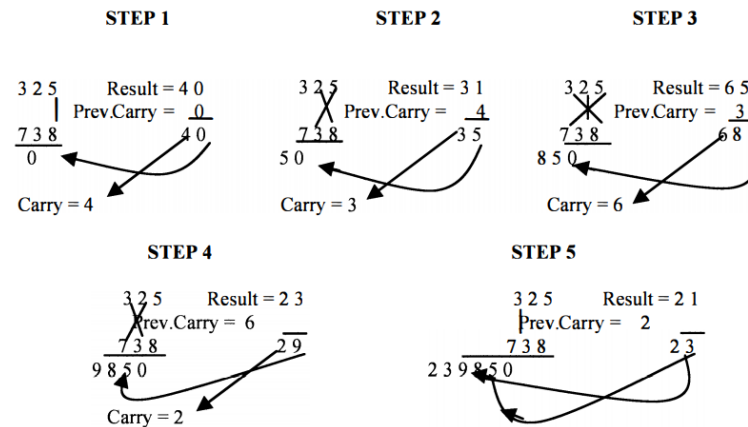 STEP 1
3 2 5 Result = 4 0
Prev.Carry = 0
7 3 8 4 0
0
Carry = 4
STEP 2
3 2 5 Result = 3 1
Prev.Carry = 4
7 3 8 3 5
5 0
Carry = 3
STEP 3
3 2 5 Result = 6 5
Prev.Carry = 3
7 3 8 6 8
8 5 0
Carry = 6
STEP 4
3 2 5 Result = 2 3
Prev.Carry = 6
7 3 8 2 9
9 8 5 0
Carry = 2
STEP 5
3 2 5 Result = 2 1
Prev.Carry = 2
7 3 8 2 3
2 3 9 8 5 0